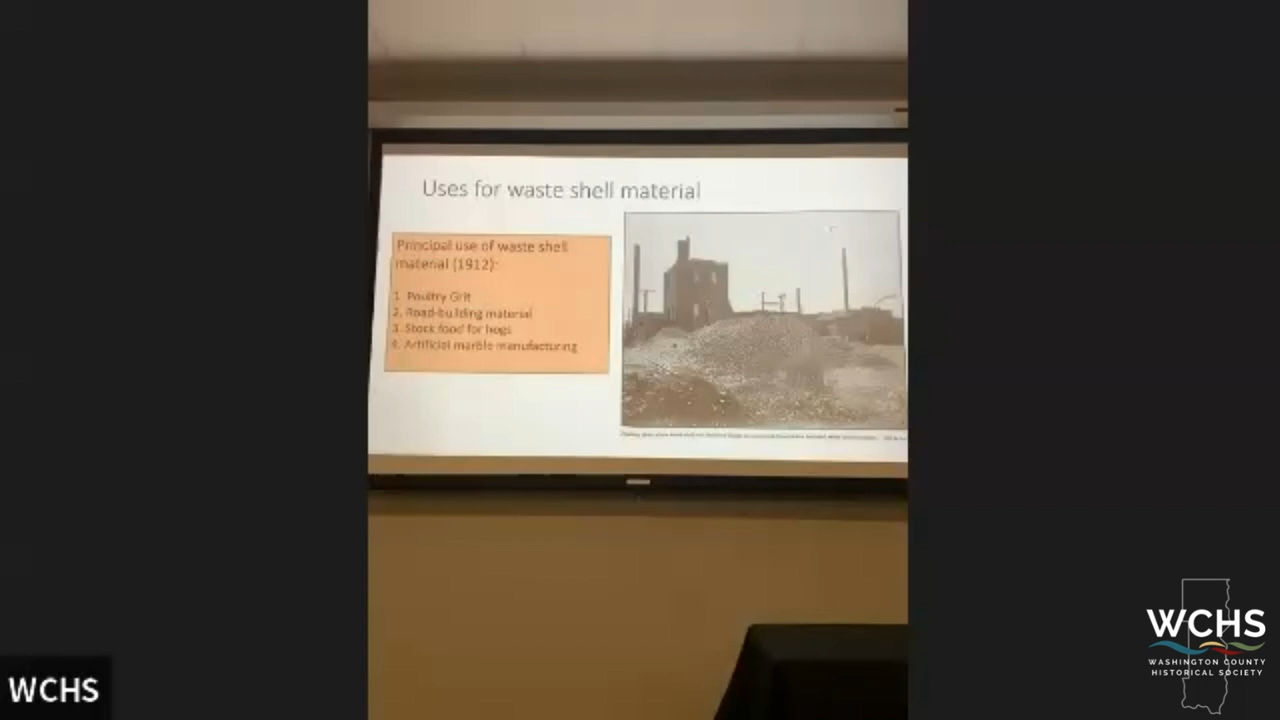 Uses for waste shell material
Principal use of waste shell
material (1912):
1. Poultry Grit
2. Road-building material
3. Stock food for hogs
4. Artificial marble manufacturing
WCHS
WCHS
WASHINGTON COUNTY
HISTORICAL SOCIETY